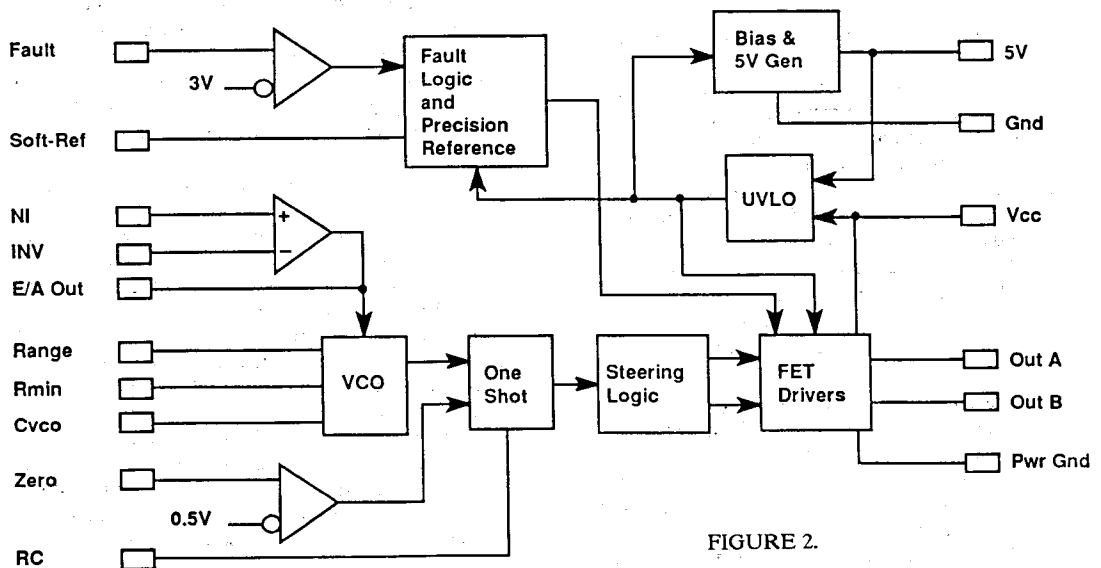 Fault
3V
Soft-Ref
Fault
Logic
and
Precision
Reference
Bias &
5V Gen
5V
Gnd
UVLO
Vcc
NI
+
INV
−
E/A Out
Range
Rmin
Cvco
VCO
One
Shot
Steering
Logic
FET
Drivers
Out A
Out B
Pwr Gnd
Zero
0.5V
RC
FIGURE 2.